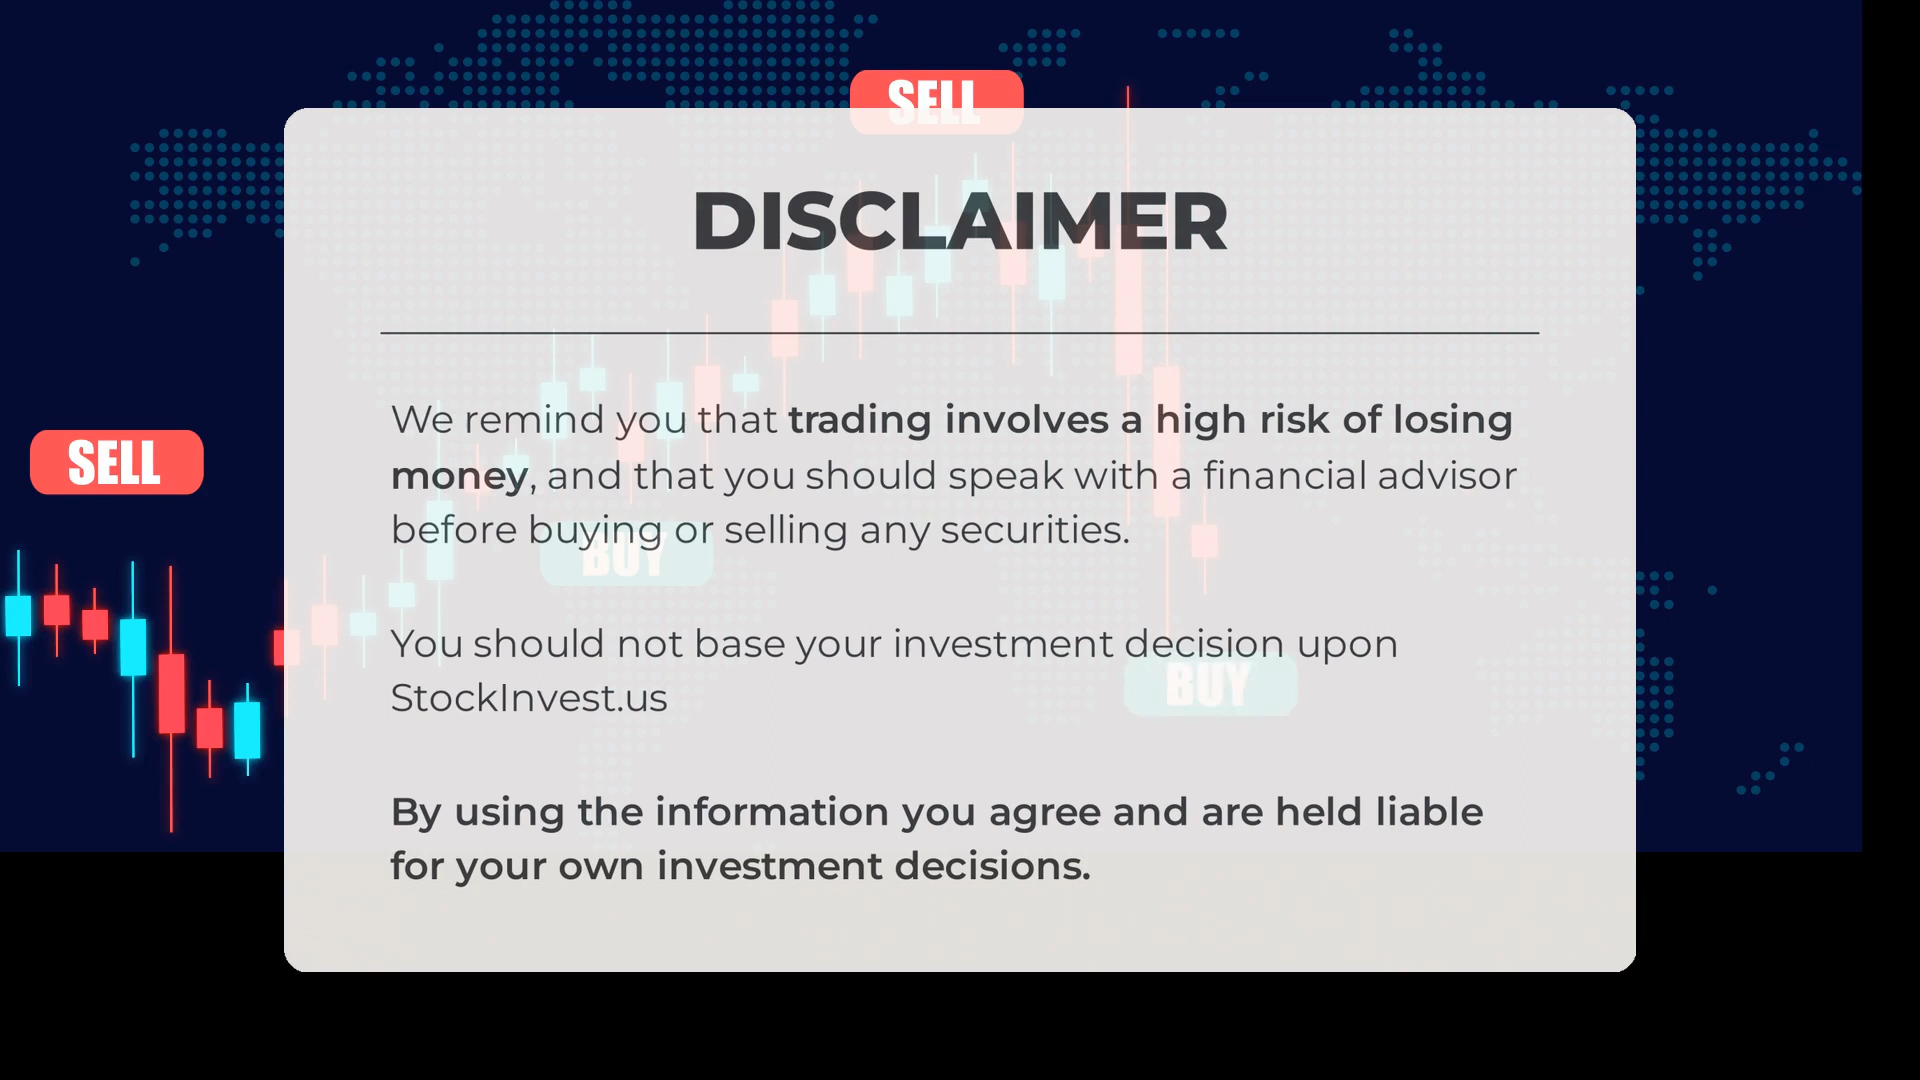 SELL
DISCLAIMER
We remind you that trading involves a high risk of losing
money, and that you should speak with a financial advisor
before buying or selling any securities.
SELL
BUY
You should not base your investment decision upon
StockInvest.us
BUY
By using the information you agree and are held liable
for your own investment decisions.